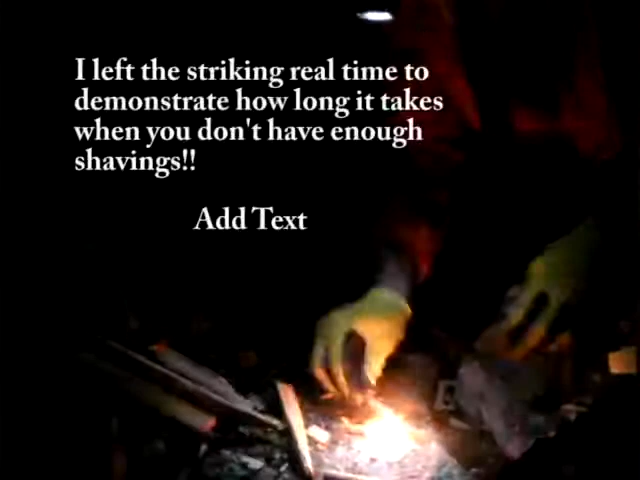 I left the striking real time to
demonstrate how long it takes
when you don't have enough
shavings!!
Add Text